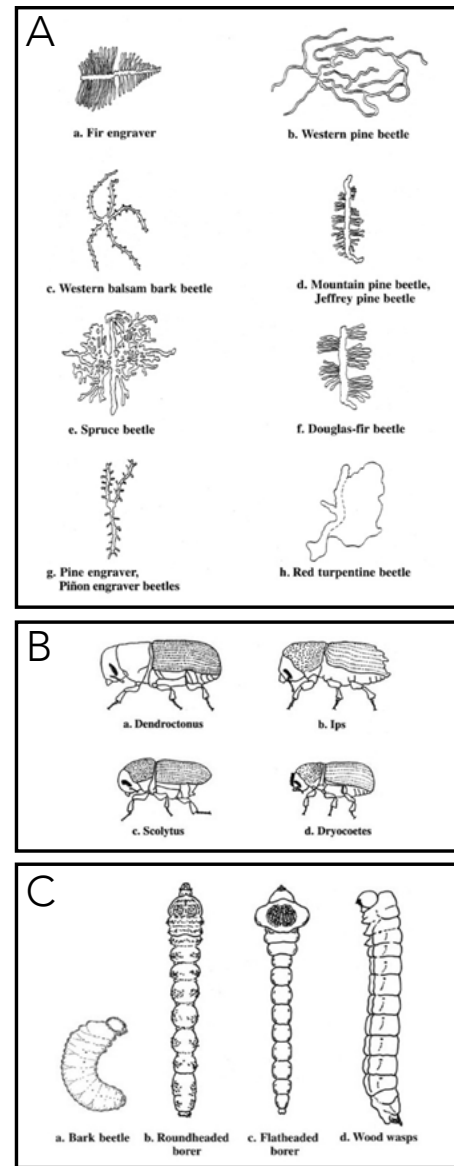 A
a. Fir engraver
b. Western pine beetle
c. Western balsam bark beetle
d. Mountain pine beetle,
Jeffrey pine beetle
e. Spruce beetle
f. Douglas-fir beetle
g. Pine engraver,
Piñon engraver beetles
h. Red turpentine beetle
B
a. Dendroctonus
b. Ips
c. Scolytus
d. Dryocoetes
C
a. Bark beetle
b. Roundheaded
borer
c. Flatheaded
borer
d. Wood wasps